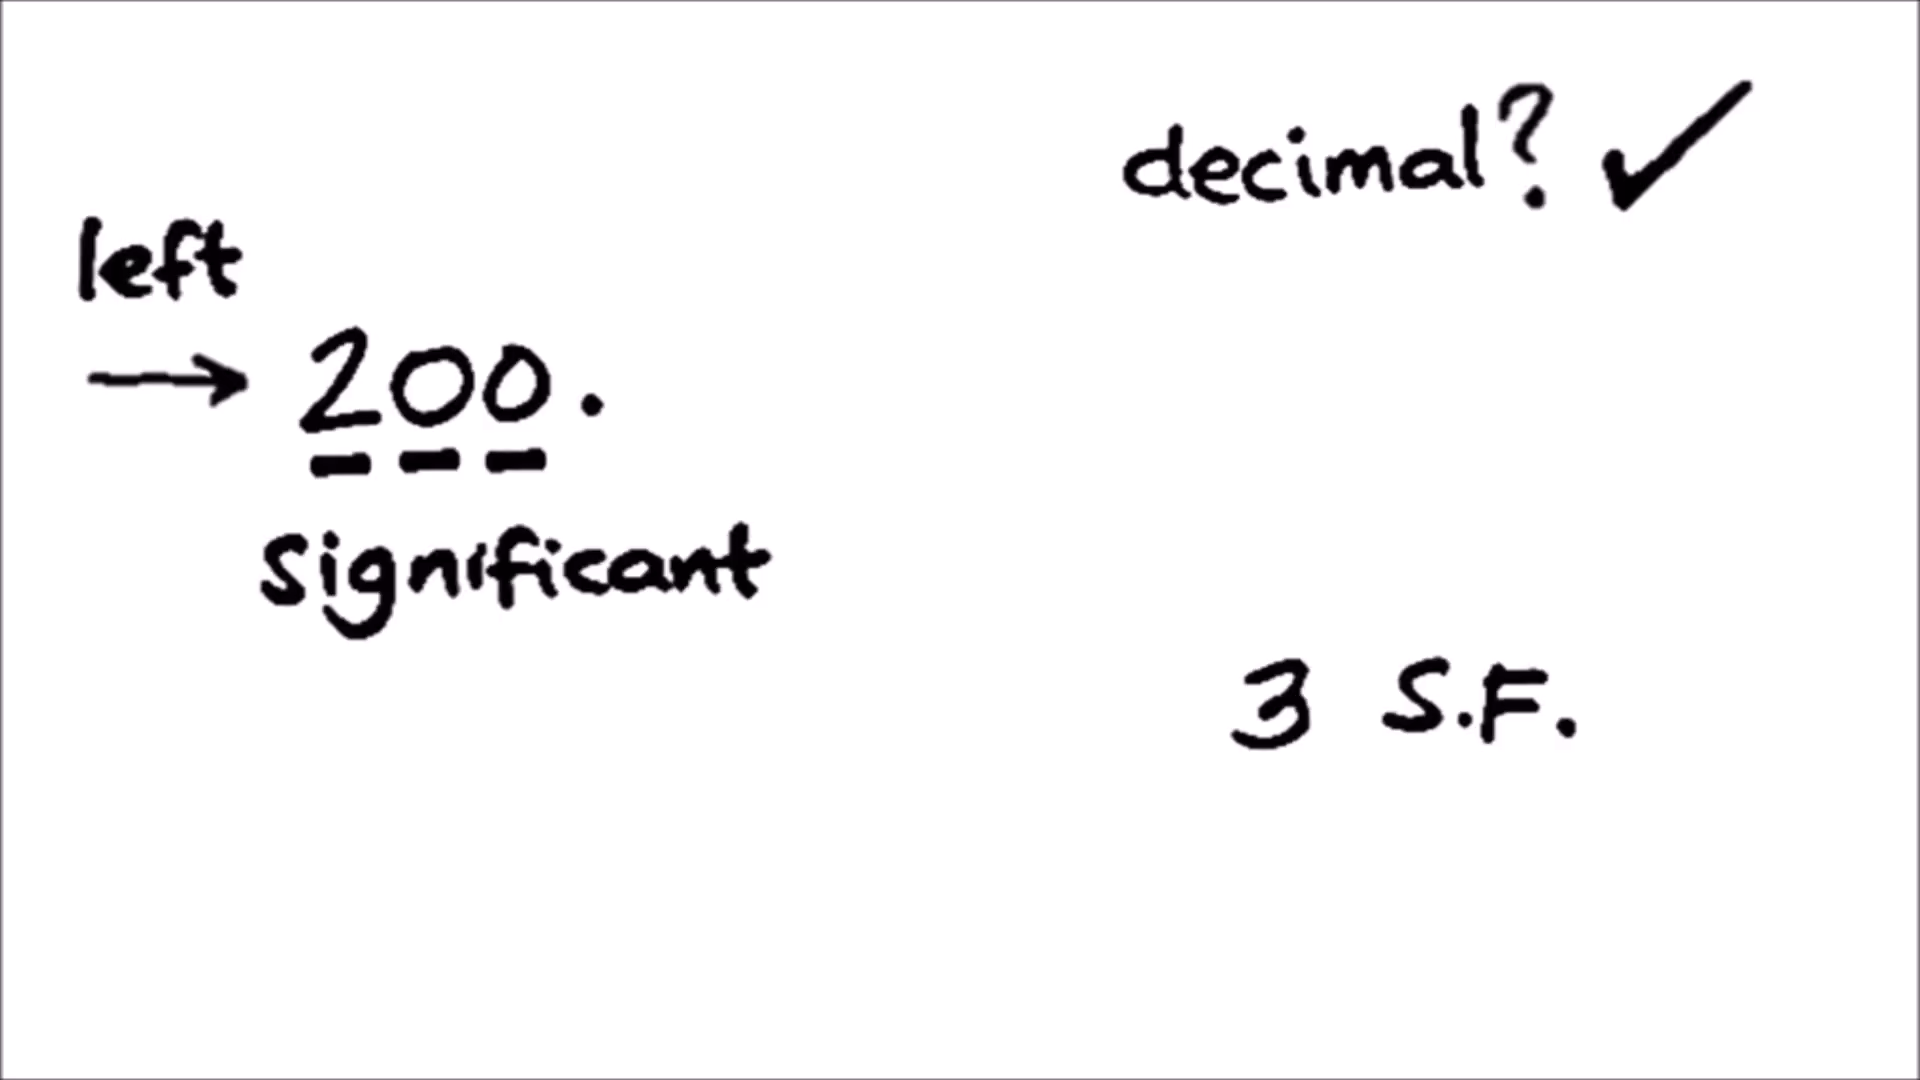 decimal? ✓
left
→ 200.
significant
3 S.F.